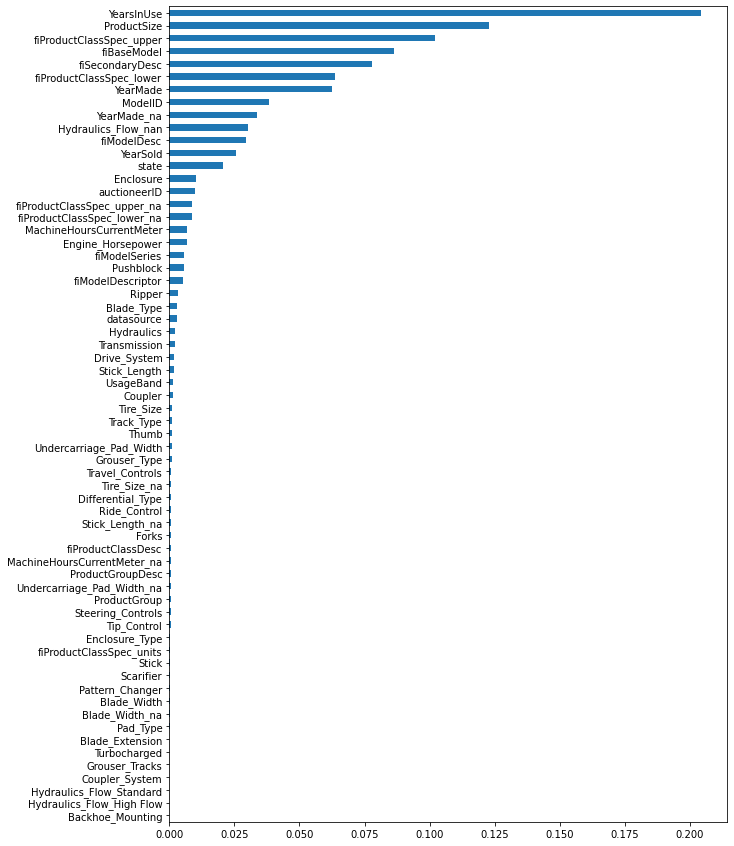 YearsInUse
ProductSize
fiProductClassSpec_upper
fiBaseModel
fiSecondaryDesc
fiProductClassSpec_lower
YearMade
ModelID
YearMade_na
Hydraulics_Flow_nan
fiModelDesc
YearSold
state
Enclosure
auctioneerID
fiProductClassSpec_upper_na
fiProductClassSpec_lower_na
MachineHoursCurrentMeter
Engine_Horsepower
fiModelSeries
Pushblock
fiModelDescriptor
Ripper
Blade_Type
datasource
Hydraulics
Transmission
Drive_System
Stick_Length
UsageBand
Coupler
Tire_Size
Track_Type
Thumb
Undercarriage_Pad_Width
Grouser_Type
Travel_Controls
Tire_Size_na
Differential_Type
Ride_Control
Stick_Length_na
Forks
fiProductClassDesc
MachineHoursCurrentMeter_na
ProductGroupDesc
Undercarriage_Pad_Width_na
ProductGroup
Steering_Controls
Tip_Control
Enclosure_Type
fiProductClassSpec_units
Stick
Scarifier
Pattern_Changer
Blade_Width
Blade_Width_na
Pad_Type
Blade_Extension
Turbocharged
Grouser_Tracks
Coupler_System
Hydraulics_Flow_Standard
Hydraulics_Flow_High Flow
Backhoe_Mounting
0.000 0.025 0.050 0.075 0.100 0.125 0.150 0.175 0.200